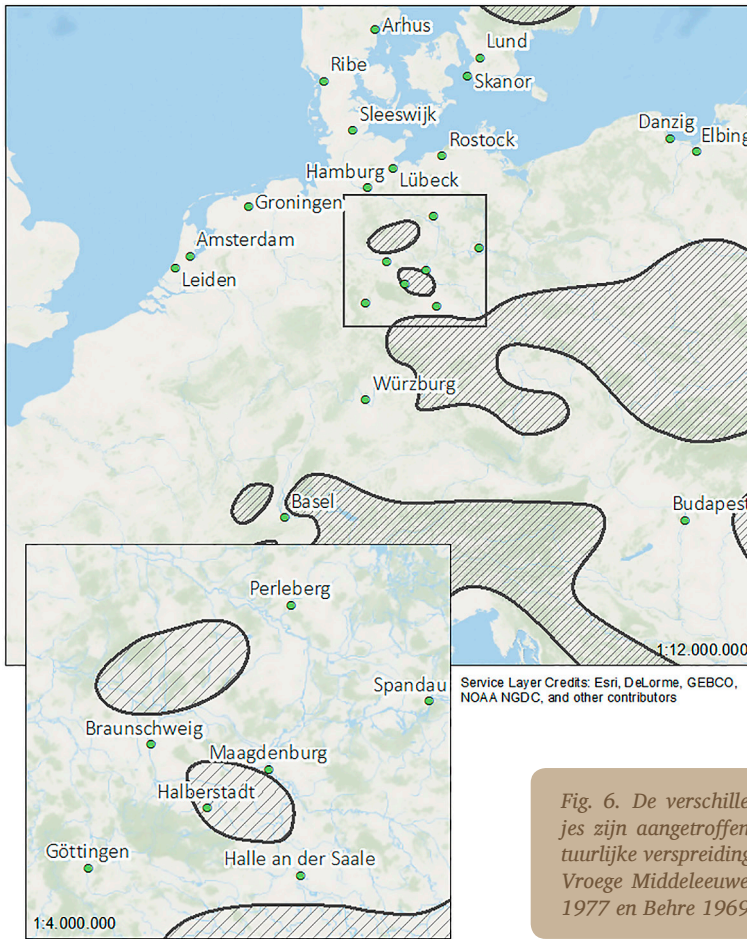 Arhus
Lund
Ribe
Skanor
Sleeswijk
Danzig
Elbing
Rostock
Hamburg
Lübeck
Groningen
Amsterdam
Leiden
Würzburg
Basel
Budapest
1:12.000.000
Perleberg
Spandau
Braunschweig
Maagdenburg
Halberstadt
Göttingen
Halle an der Saale
1:4.000.000
Service Layer Credits: Esri, DeLorme, GEBCO,
NOAA NGDC, and other contributors
Fig. 6. De verschille
jes zijn aangetroffen
tuurlijke verspreiding
Vroege Middeleeuwe
1977 en Behre 1969